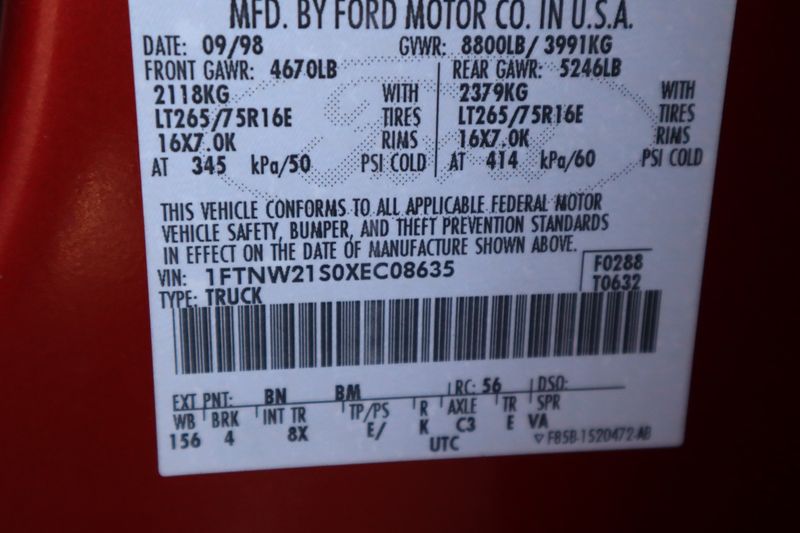 MFD. BY FORD MOTOR CO. IN U.S.A.
DATE: 09/98 GVWR: 8800LB/ 3991KG
FRONT GAWR: 4670LB REAR GAWR: 5246LB
2118KG WITH 2379KG WITH
LT265/75R16E TIRES LT265/75R16E TIRES
16X7.0K RIMS 16X7.0K RIMS
AT 345 kPa/50 PSI COLD AT 414 kPa/60 PSI COLD
THIS VEHICLE CONFORMS TO ALL APPLICABLE FEDERAL MOTOR
VEHICLE SAFETY, BUMPER, AND THEFT PREVENTION STANDARDS
IN EFFECT ON THE DATE OF MANUFACTURE SHOWN ABOVE.
VIN: 1FTNW21S0XEC08635 F0288
TYPE: TRUCK T0632
EXT PNT: BN BM RC: 56 DSO:
WB BRK INT TR TP/PS R AXLE TR SPR
156 4 8X E/ K C3 E VA
UTC F85B-1520472-AB